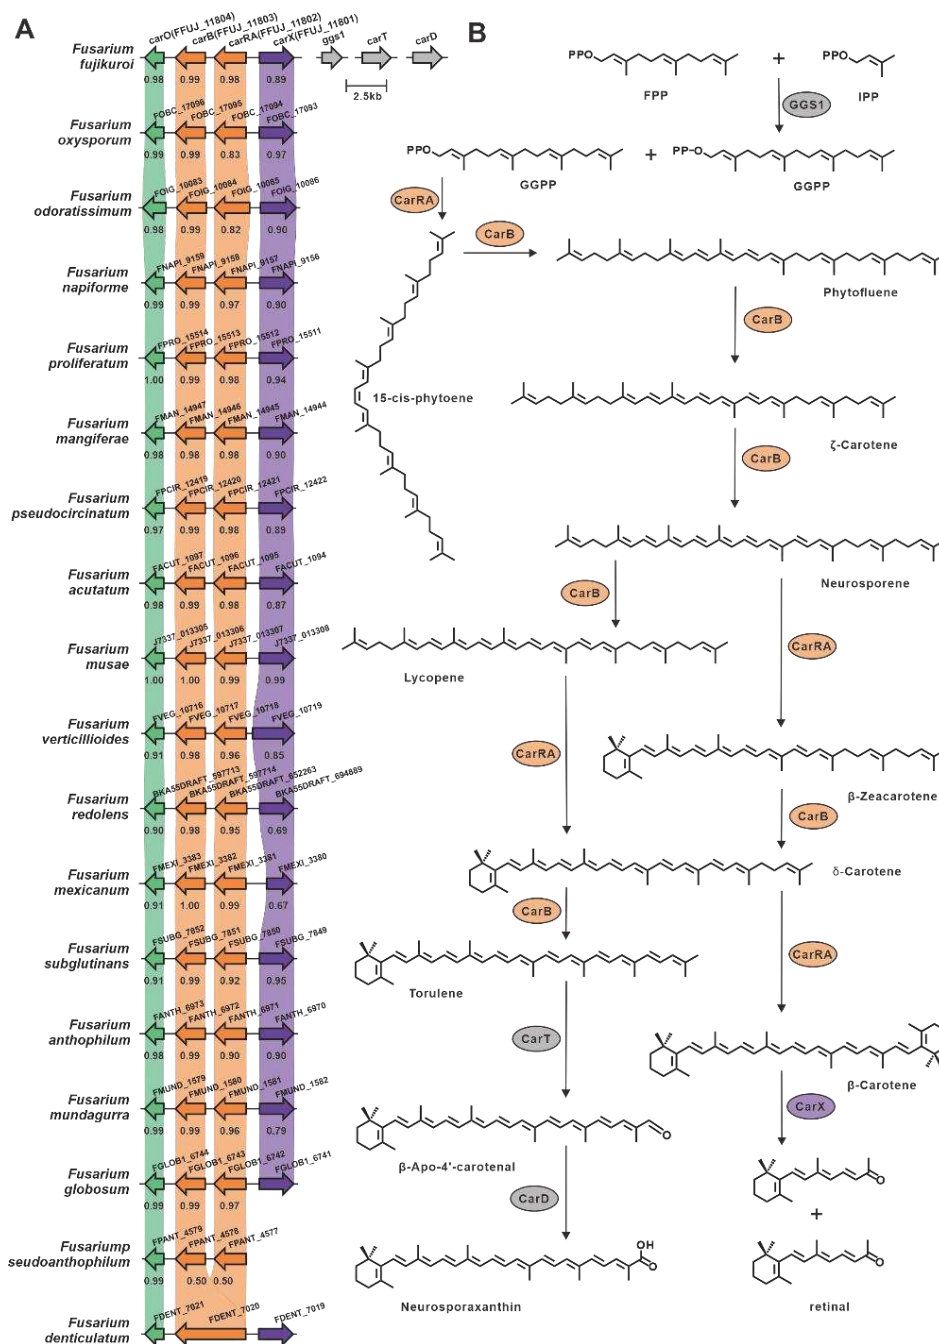 A
carO(FFUJ_11804)
carB(FFUJ_11803)
carRA(FFUJ_11802)
carX(FFUJ_11801)
ggs1
carT
carD
Fusarium
fujikuroi
0.98 0.99 0.98 0.89
2.5kb
FOBC_17096 FOBC_17095 FOBC_17094 FOBC_17093
Fusarium
oxysporum
0.99 0.99 0.83 0.97
FOIG_10083 FOIG_10084 FOIG_10085 FOIG_10086
Fusarium
odoratissimum
0.98 0.99 0.82 0.90
FNAPI_9159 FNAPI_9158 FNAPI_9157 FNAPI_9156
Fusarium
napiforme
0.99 0.99 0.97 0.90
FPRO_15514 FPRO_15513 FPRO_15512 FPRO_15511
Fusarium
proliferatum
1.00 0.99 0.98 0.94
FMAN_14947 FMAN_14946 FMAN_14945 FMAN_14944
Fusarium
mangiferae
0.98 0.98 0.98 0.90
FPCIR_12419 FPCIR_12420 FPCIR_12421 FPCIR_12422
Fusarium
pseudocircinatum
0.97 0.99 0.98 0.89
FACUT_1097 FACUT_1096 FACUT_1095 FACUT_1094
Fusarium
acutatum
0.98 0.99 0.98 0.87
J7337_013305 J7337_013306 J7337_013307 J7337_013308
Fusarium
musae
1.00 1.00 0.99 0.99
FVEG_10716 FVEG_10717 FVEG_10718 FVEG_10719
Fusarium
verticillioides
0.91 0.98 0.96 0.85
BKA55DRAFT_597713 BKA55DRAFT_597714 BKA55DRAFT_652263 BKA55DRAFT_694889
Fusarium
redolens
0.90 0.98 0.95 0.69
FMEXI_3383 FMEXI_3382 FMEXI_3381 FMEXI_3380
Fusarium
mexicanum
0.91 1.00 0.99 0.67
FSUBG_7852 FSUBG_7851 FSUBG_7850 FSUBG_7849
Fusarium
subglutinans
0.91 0.99 0.92 0.95
FANTH_6973 FANTH_6972 FANTH_6971 FANTH_6970
Fusarium
anthophilum
0.98 0.99 0.90 0.90
FMUND_1579 FMUND_1580 FMUND_1581 FMUND_1582
Fusarium
mundagurra
0.99 0.99 0.96 0.79
FGLOB1_6744 FGLOB1_6743 FGLOB1_6742 FGLOB1_6741
Fusarium
globosum
0.99 0.99 0.97
FPANT_4579 FPANT_4578 FPANT_4577
Fusariump
seudoanthophilum
0.99 0.50 0.50
FDENT_7021 FDENT_7020 FDENT_7019
Fusarium
denticulatum
B
PPO + PPO
FPP IPP
GGS1
PPO + PP-O
GGPP GGPP
CarRA
CarB
Phytofluene
CarB
15-cis-phytoene
ζ-Carotene
CarB
Neurosporene
CarB
CarRA
Lycopene
CarRA
β-Zeacarotene
CarB
δ-Carotene
CarB
CarRA
Torulene
CarT
β-Carotene
CarX
O
β-Apo-4'-carotenal
O
CarD
+
OH
O
O
Neurosporaxanthin
retinal